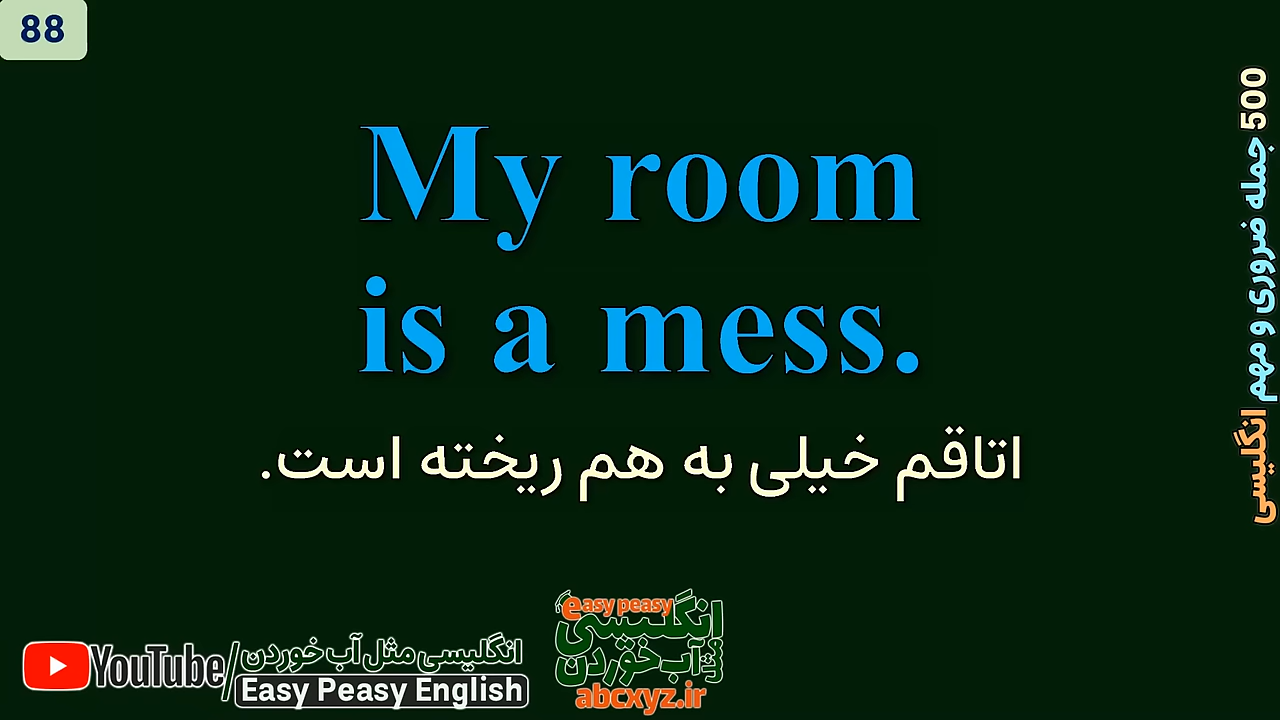 88
My room
is a mess.
اتاقم خیلی به هم ریخته است.
500 جمله ضروری و مهم انگلیسی
YouTube/انگلیسی مثل آب خوردن
Easy Peasy English
easy peasy
انگلیسی
مثل آب خوردن
abcxyz.ir